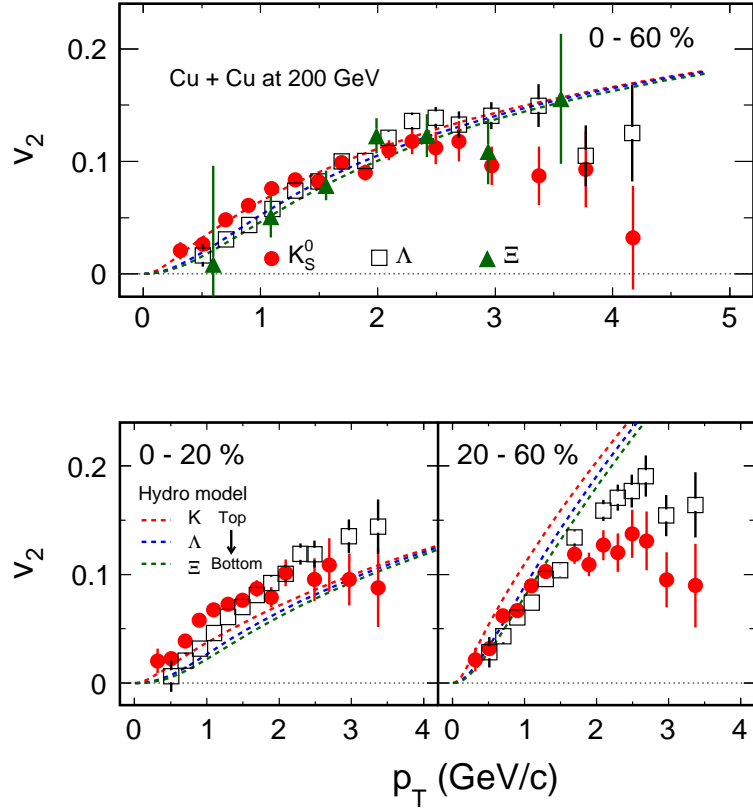 0.2
0 - 60 %
Cu + Cu at 200 GeV
v2
0.1
K0S Λ Ξ
0
0 1 2 3 4 5
0 - 20 % 20 - 60 %
0.2
Hydro model
K Top
Λ
Ξ Bottom
v2
0.1
0
0 1 2 3 4 0 1 2 3 4
pT (GeV/c)